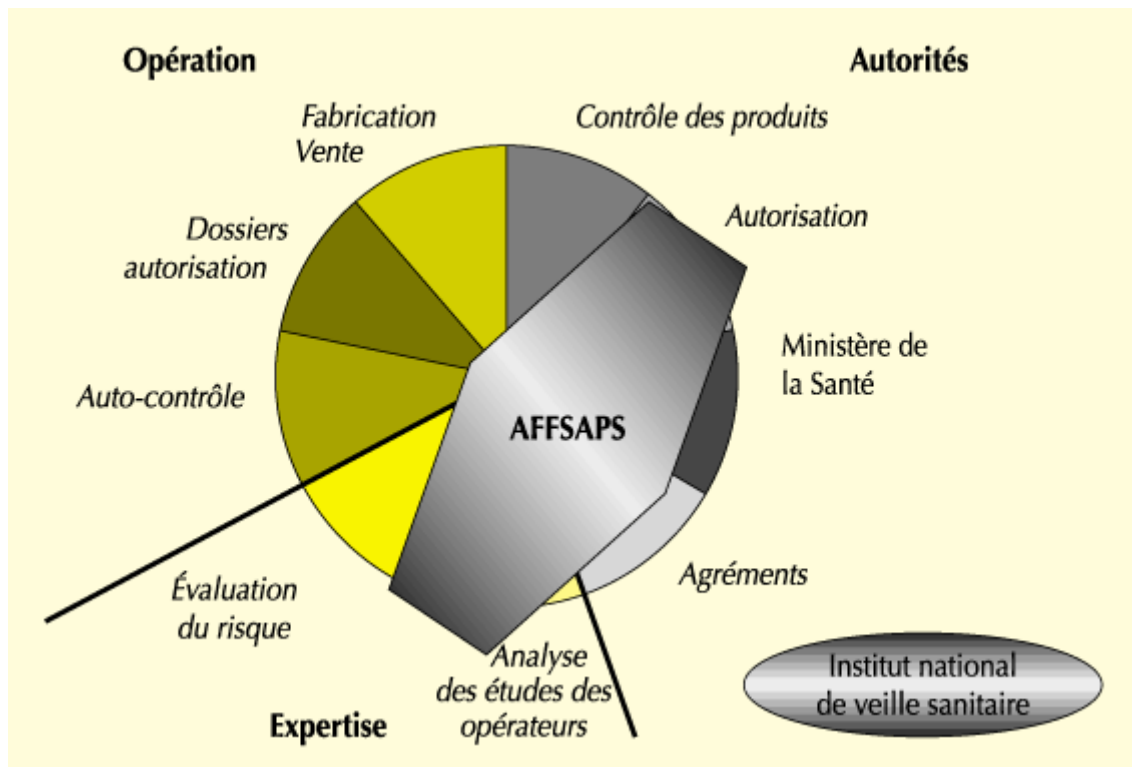 Opération
Autorités
Fabrication
Vente
Contrôle des produits
Dossiers
autorisation
Autorisation
Ministère de
la Santé
Auto-contrôle
AFFSAPS
Évaluation
du risque
Agréments
Analyse
des études des
opérateurs
Expertise
Institut national
de veille sanitaire